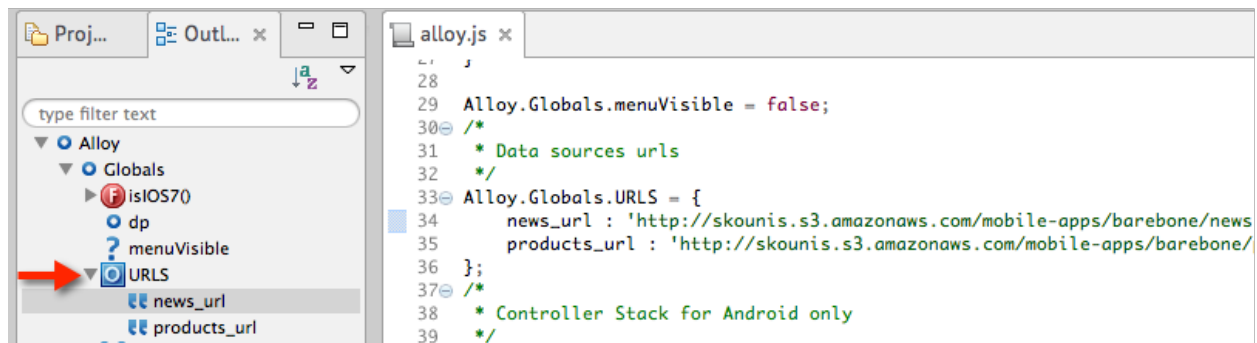 Proj...
Outl...
a
z
type filter text
Alloy
Globals
F isIOS7()
dp
? menuVisible
URLS
news_url
products_url
alloy.js
27 }
28
29 Alloy.Globals.menuVisible = false;
30 /*
31 * Data sources urls
32 */
33 Alloy.Globals.URLS = {
34 news_url : 'http://skounis.s3.amazonaws.com/mobile-apps/barebone/news
35 products_url : 'http://skounis.s3.amazonaws.com/mobile-apps/barebone/
36 };
37 /*
38 * Controller Stack for Android only
39 */